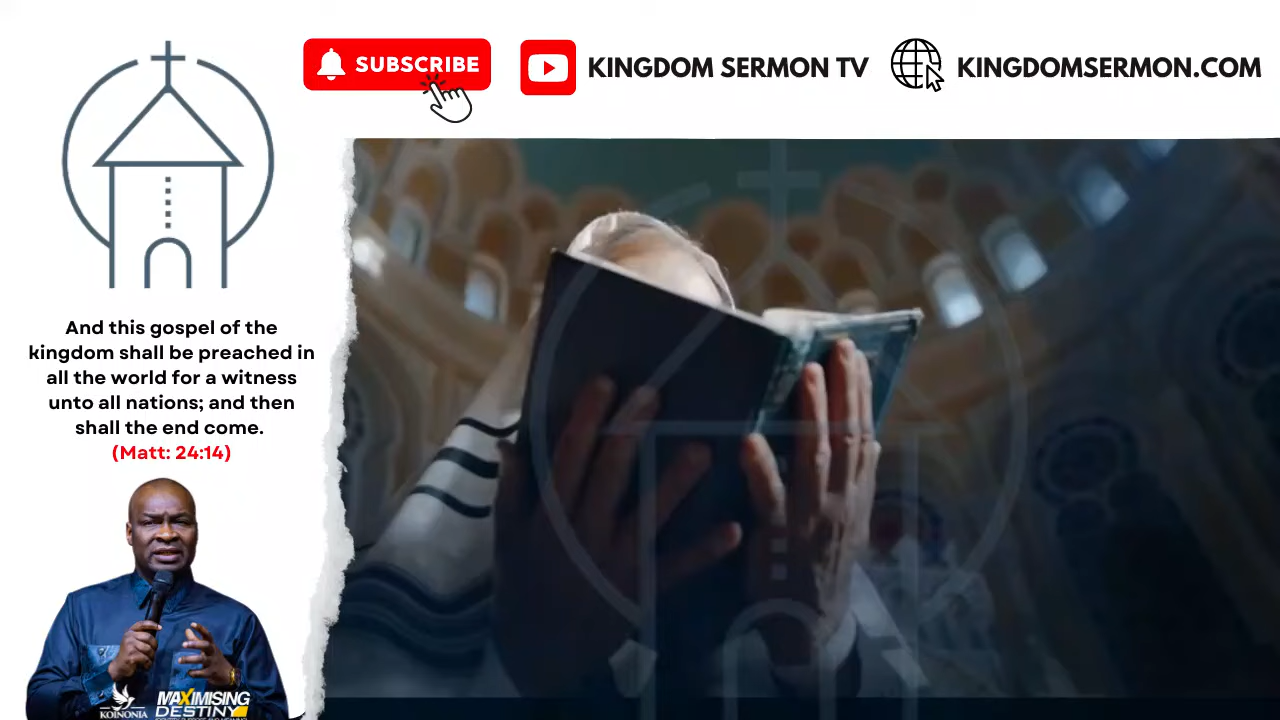 SUBSCRIBE
KINGDOM SERMON TV
KINGDOMSERMON.COM
And this gospel of the
kingdom shall be preached in
all the world for a witness
unto all nations; and then
shall the end come.
(Matt: 24:14)
KOINONIA
MAXIMISING
DESTINY